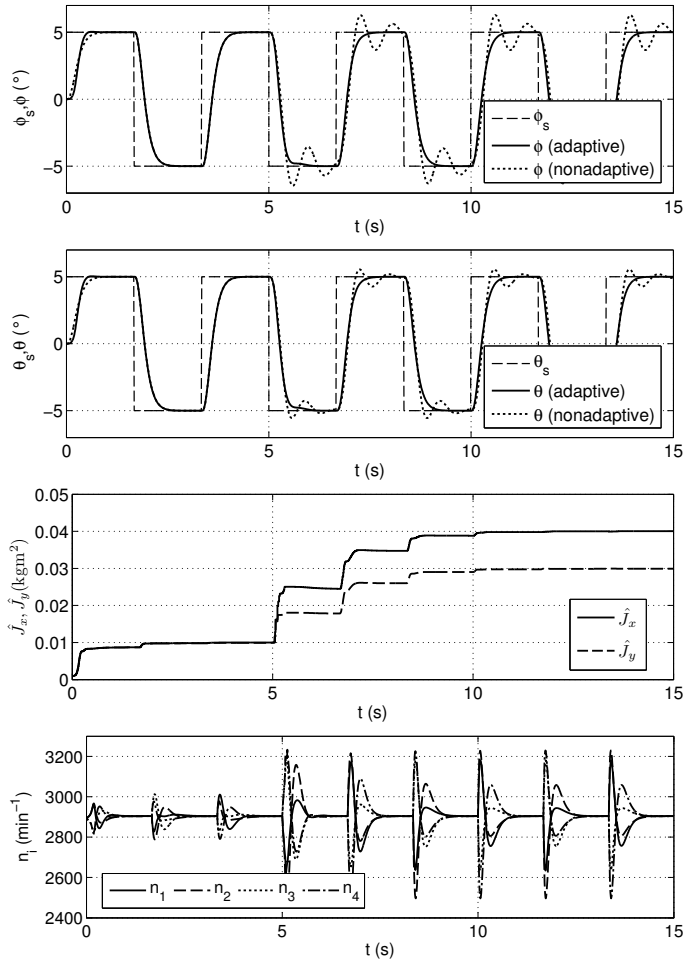 5
0
−5
ϕs,ϕ (°)
ϕs
ϕ (adaptive)
ϕ (nonadaptive)
0 5 10 15
t (s)
5
0
−5
θs,θ (°)
θs
θ (adaptive)
θ (nonadaptive)
0 5 10 15
t (s)
0.05
0.04
0.03
0.02
0.01
0
Ĵx, Ĵy(kgm²)
Ĵx
Ĵy
0 5 10 15
t (s)
3200
3000
2800
2600
2400
ni (min⁻¹)
n1 n2 n3 n4
0 5 10 15
t (s)